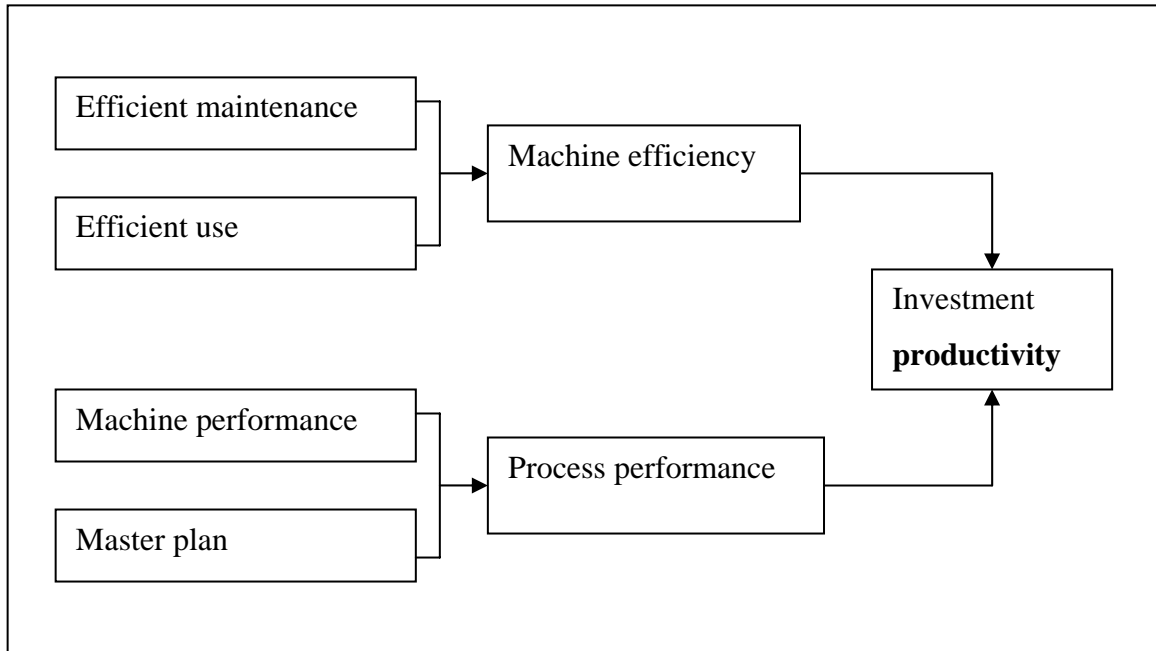 Efficient maintenance
Efficient use
Machine efficiency
Investment
productivity
Machine performance
Master plan
Process performance